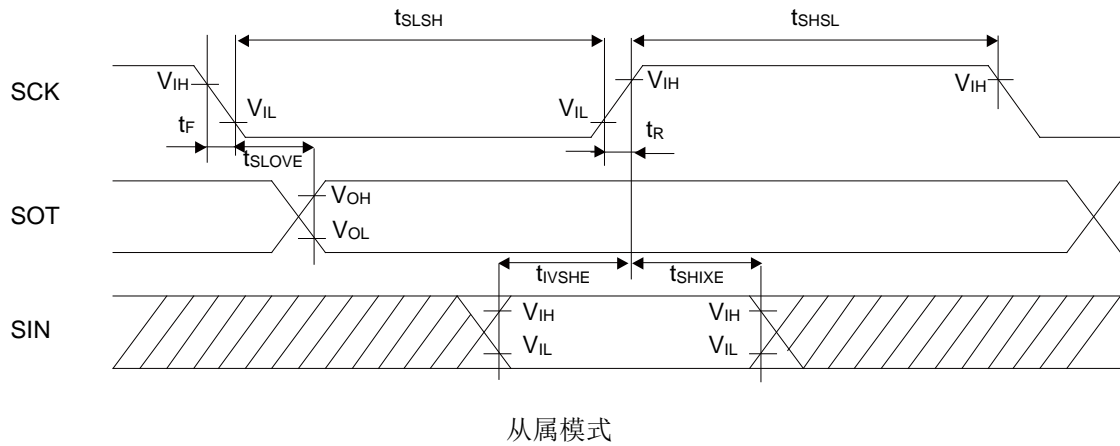 tSLSH
tSHSL
SCK
VIH
VIL
VIL
VIH
VIH
tF
tR
tSLOVE
SOT
VOH
VOL
tIVSHE
tSHIXE
SIN
VIH
VIH
VIL
VIL
从属模式